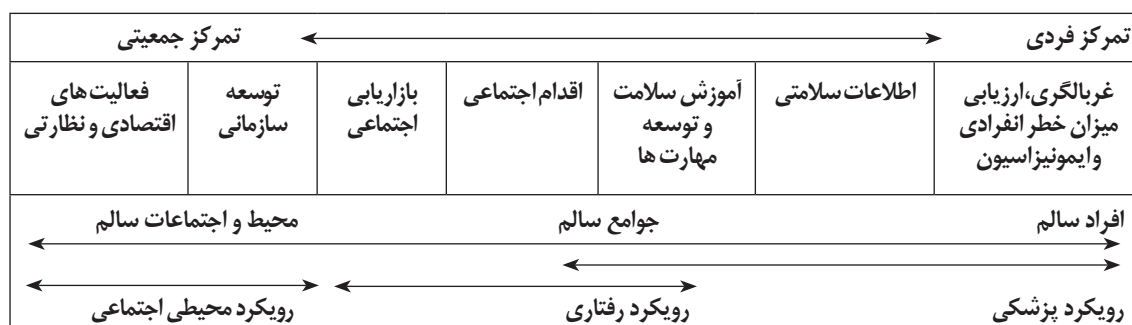 تمرکز فردی تمرکز جمعیتی
غربالگری،ارزیابی میزان خطر انفرادی وایمونیزاسیون
اطلاعات سلامتی
آموزش سلامت و توسعه مهارت ها
اقدام اجتماعی
بازاریابی اجتماعی
توسعه سازمانی
فعالیت‌های اقتصادی و نظارتی
افراد سالم جوامع سالم محیط و اجتماعات سالم
رویکرد پزشکی رویکرد رفتاری رویکرد محیطی اجتماعی